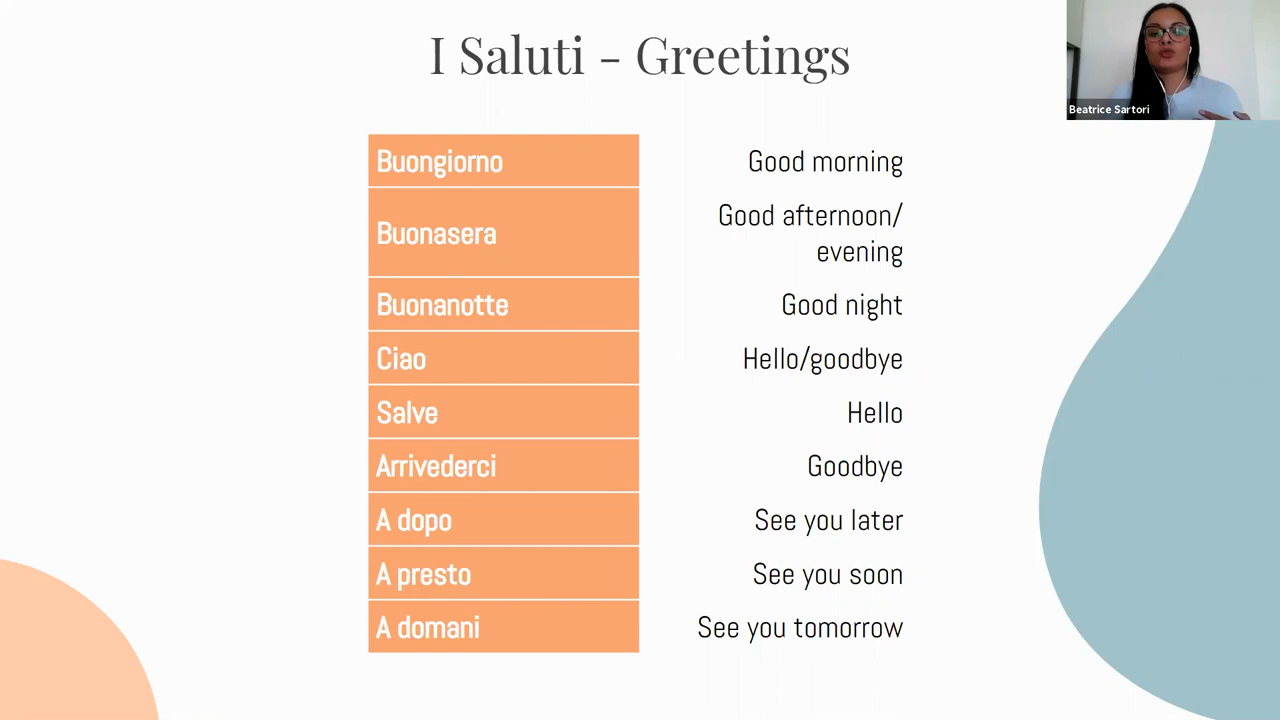 I Saluti - Greetings
Beatrice Sartori
Buongiorno
Good morning
Buonasera
Good afternoon/
evening
Buonanotte
Good night
Ciao
Hello/goodbye
Salve
Hello
Arrivederci
Goodbye
A dopo
See you later
A presto
See you soon
A domani
See you tomorrow